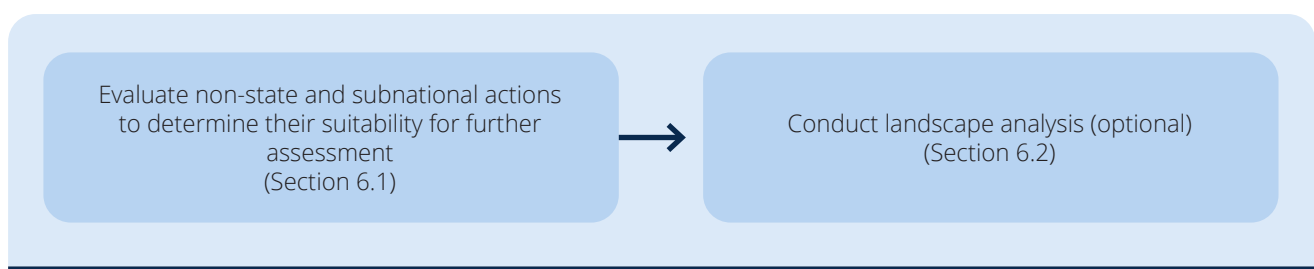 Evaluate non-state and subnational actions
to determine their suitability for further
assessment
(Section 6.1)
Conduct landscape analysis (optional)
(Section 6.2)